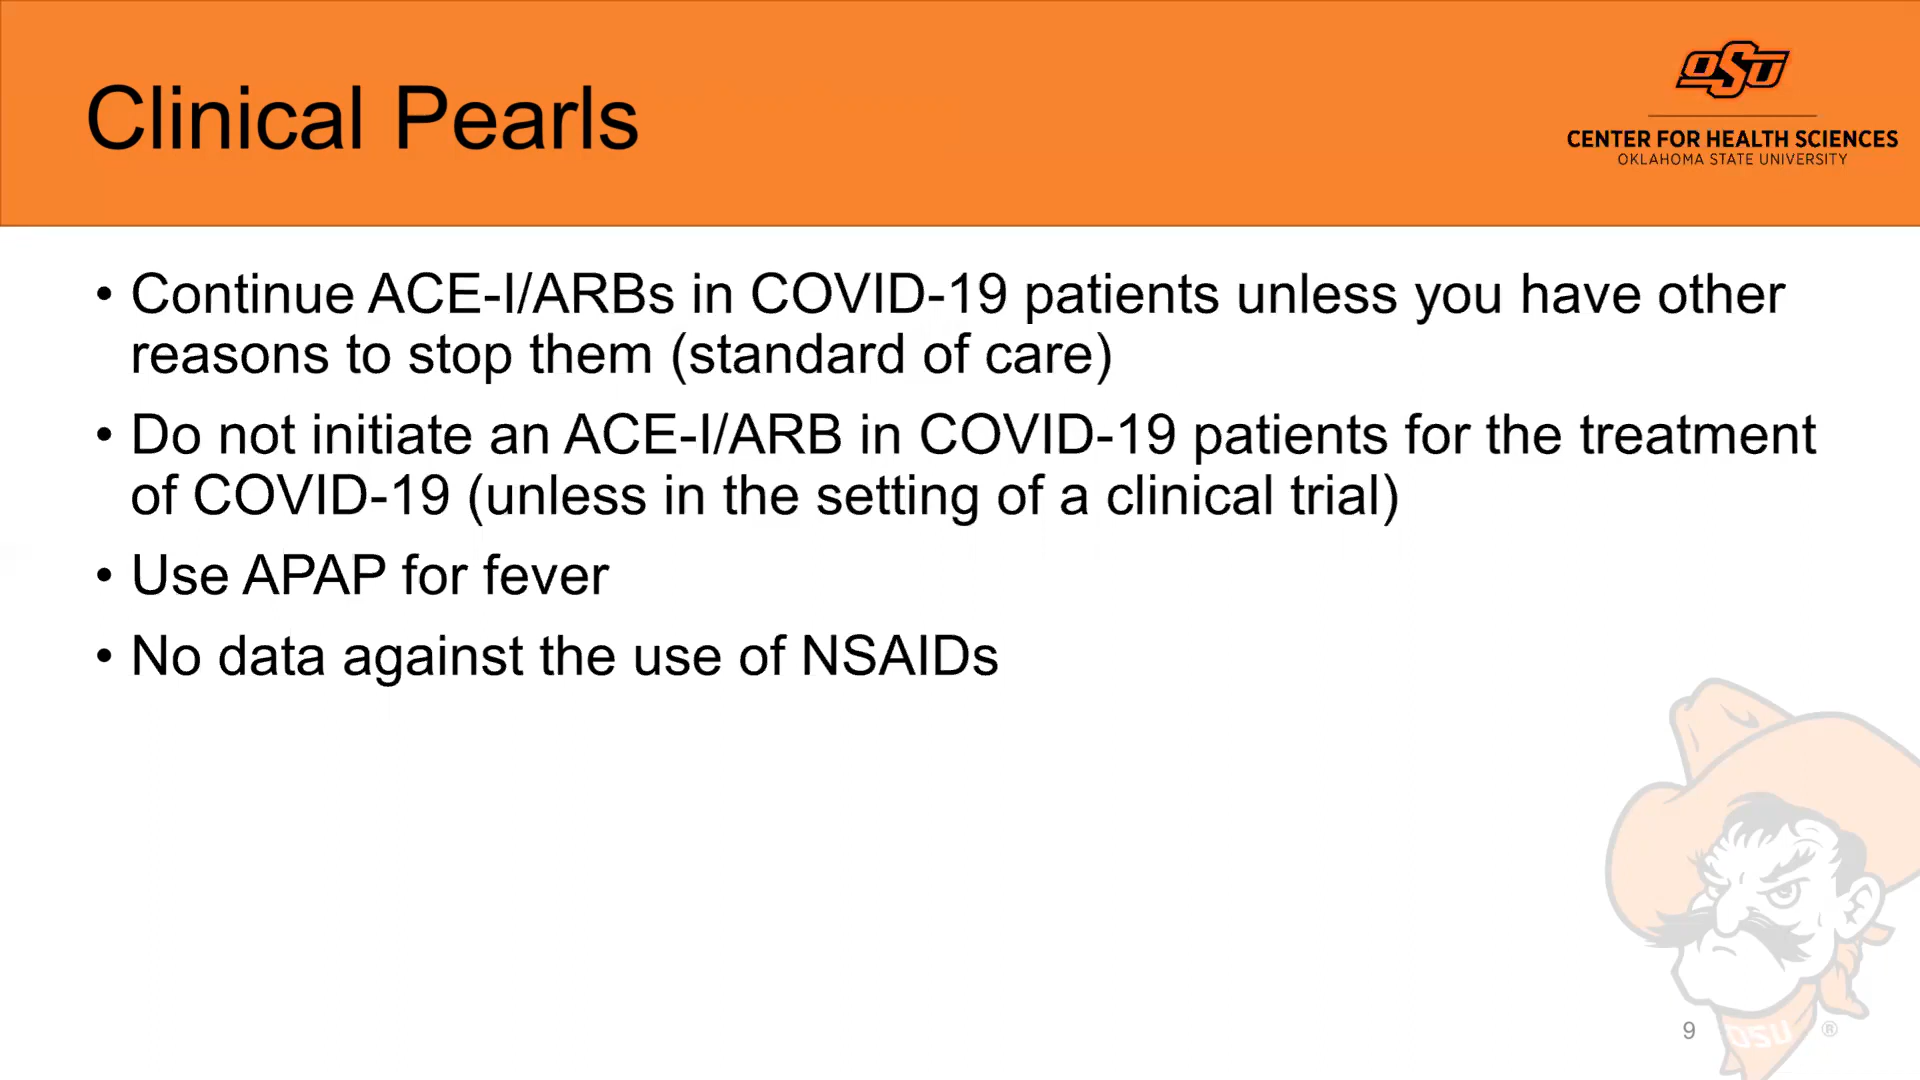 Clinical Pearls
OSU
CENTER FOR HEALTH SCIENCES
OKLAHOMA STATE UNIVERSITY
• Continue ACE-I/ARBs in COVID-19 patients unless you have other
reasons to stop them (standard of care)
• Do not initiate an ACE-I/ARB in COVID-19 patients for the treatment
of COVID-19 (unless in the setting of a clinical trial)
• Use APAP for fever
• No data against the use of NSAIDs
9
OSU
®